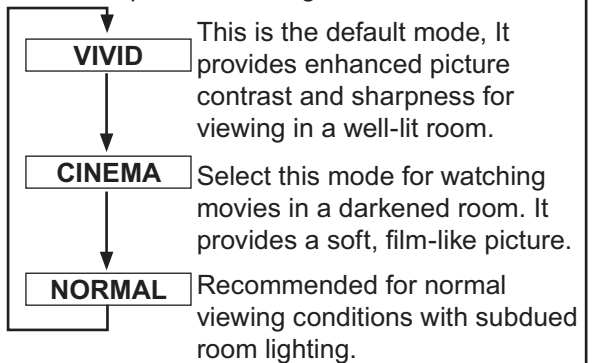 VIVID
This is the default mode, It
provides enhanced picture
contrast and sharpness for
viewing in a well-lit room.
CINEMA
Select this mode for watching
movies in a darkened room. It
provides a soft, film-like picture.
NORMAL
Recommended for normal
viewing conditions with subdued
room lighting.